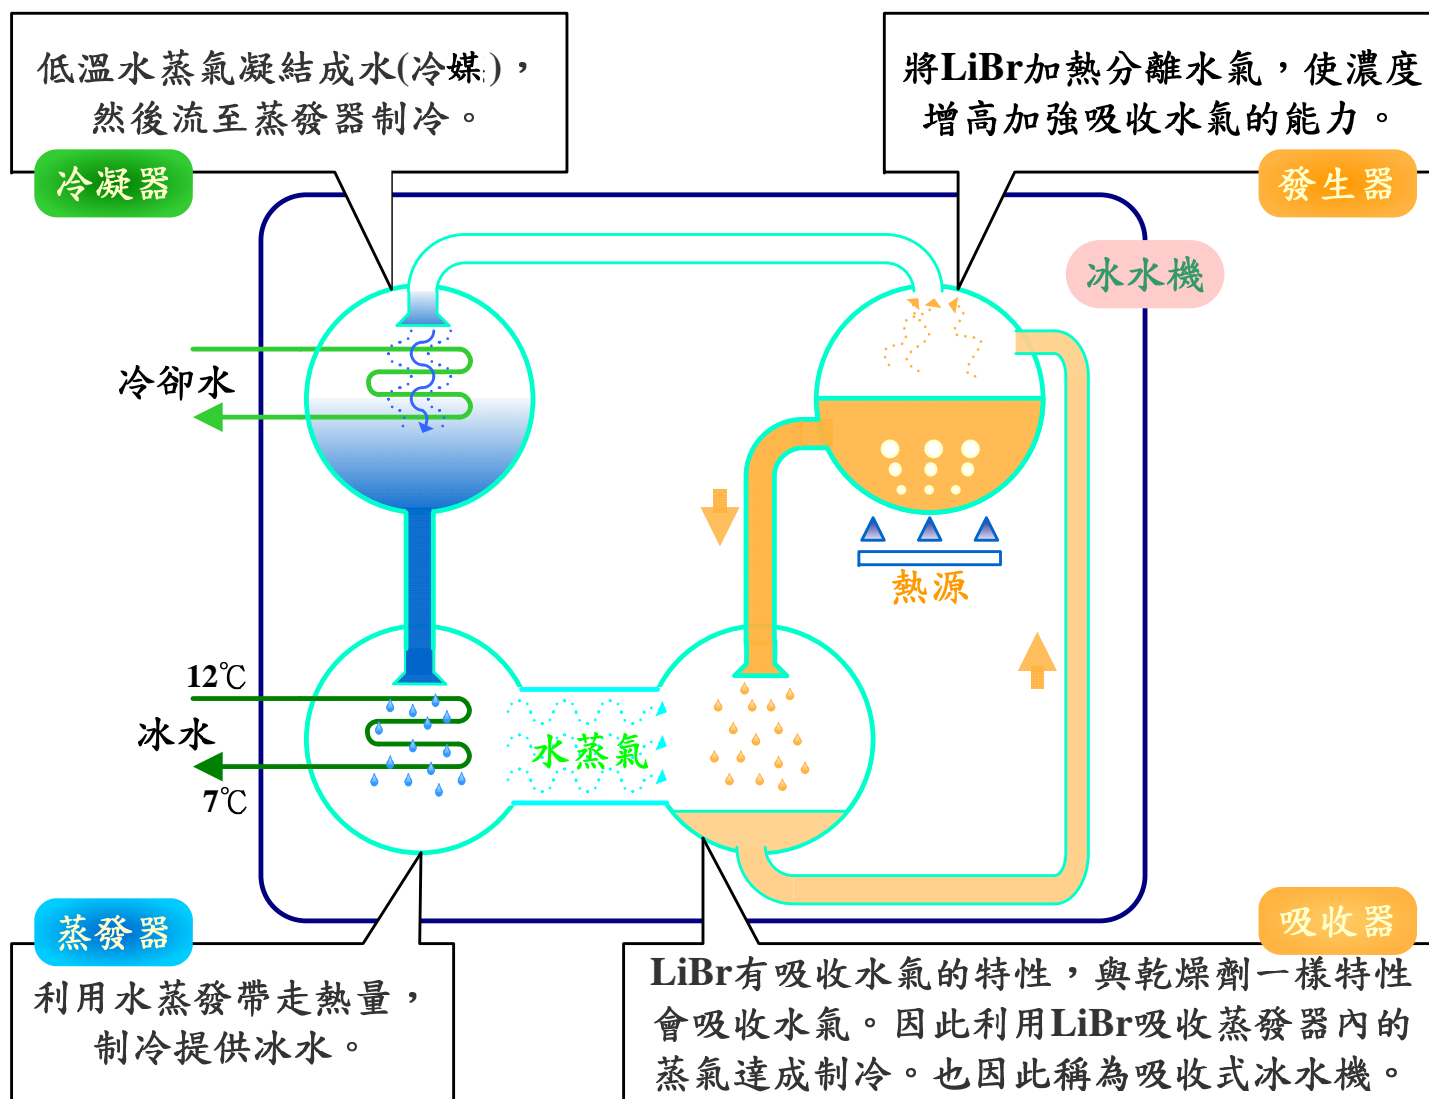 低溫水蒸氣凝結成水(冷媒)，
然後流至蒸發器制冷。
冷凝器
將LiBr加熱分離水氣，使濃度
增高加強吸收水氣的能力。
發生器
冰水機
冷卻水
熱源
12℃
冰水
7℃
水蒸氣
蒸發器
利用水蒸發帶走熱量，
制冷提供冰水。
吸收器
LiBr有吸收水氣的特性，與乾燥劑一樣特性
會吸收水氣。因此利用LiBr吸收蒸發器內的
蒸氣達成制冷。也因此稱為吸收式冰水機。